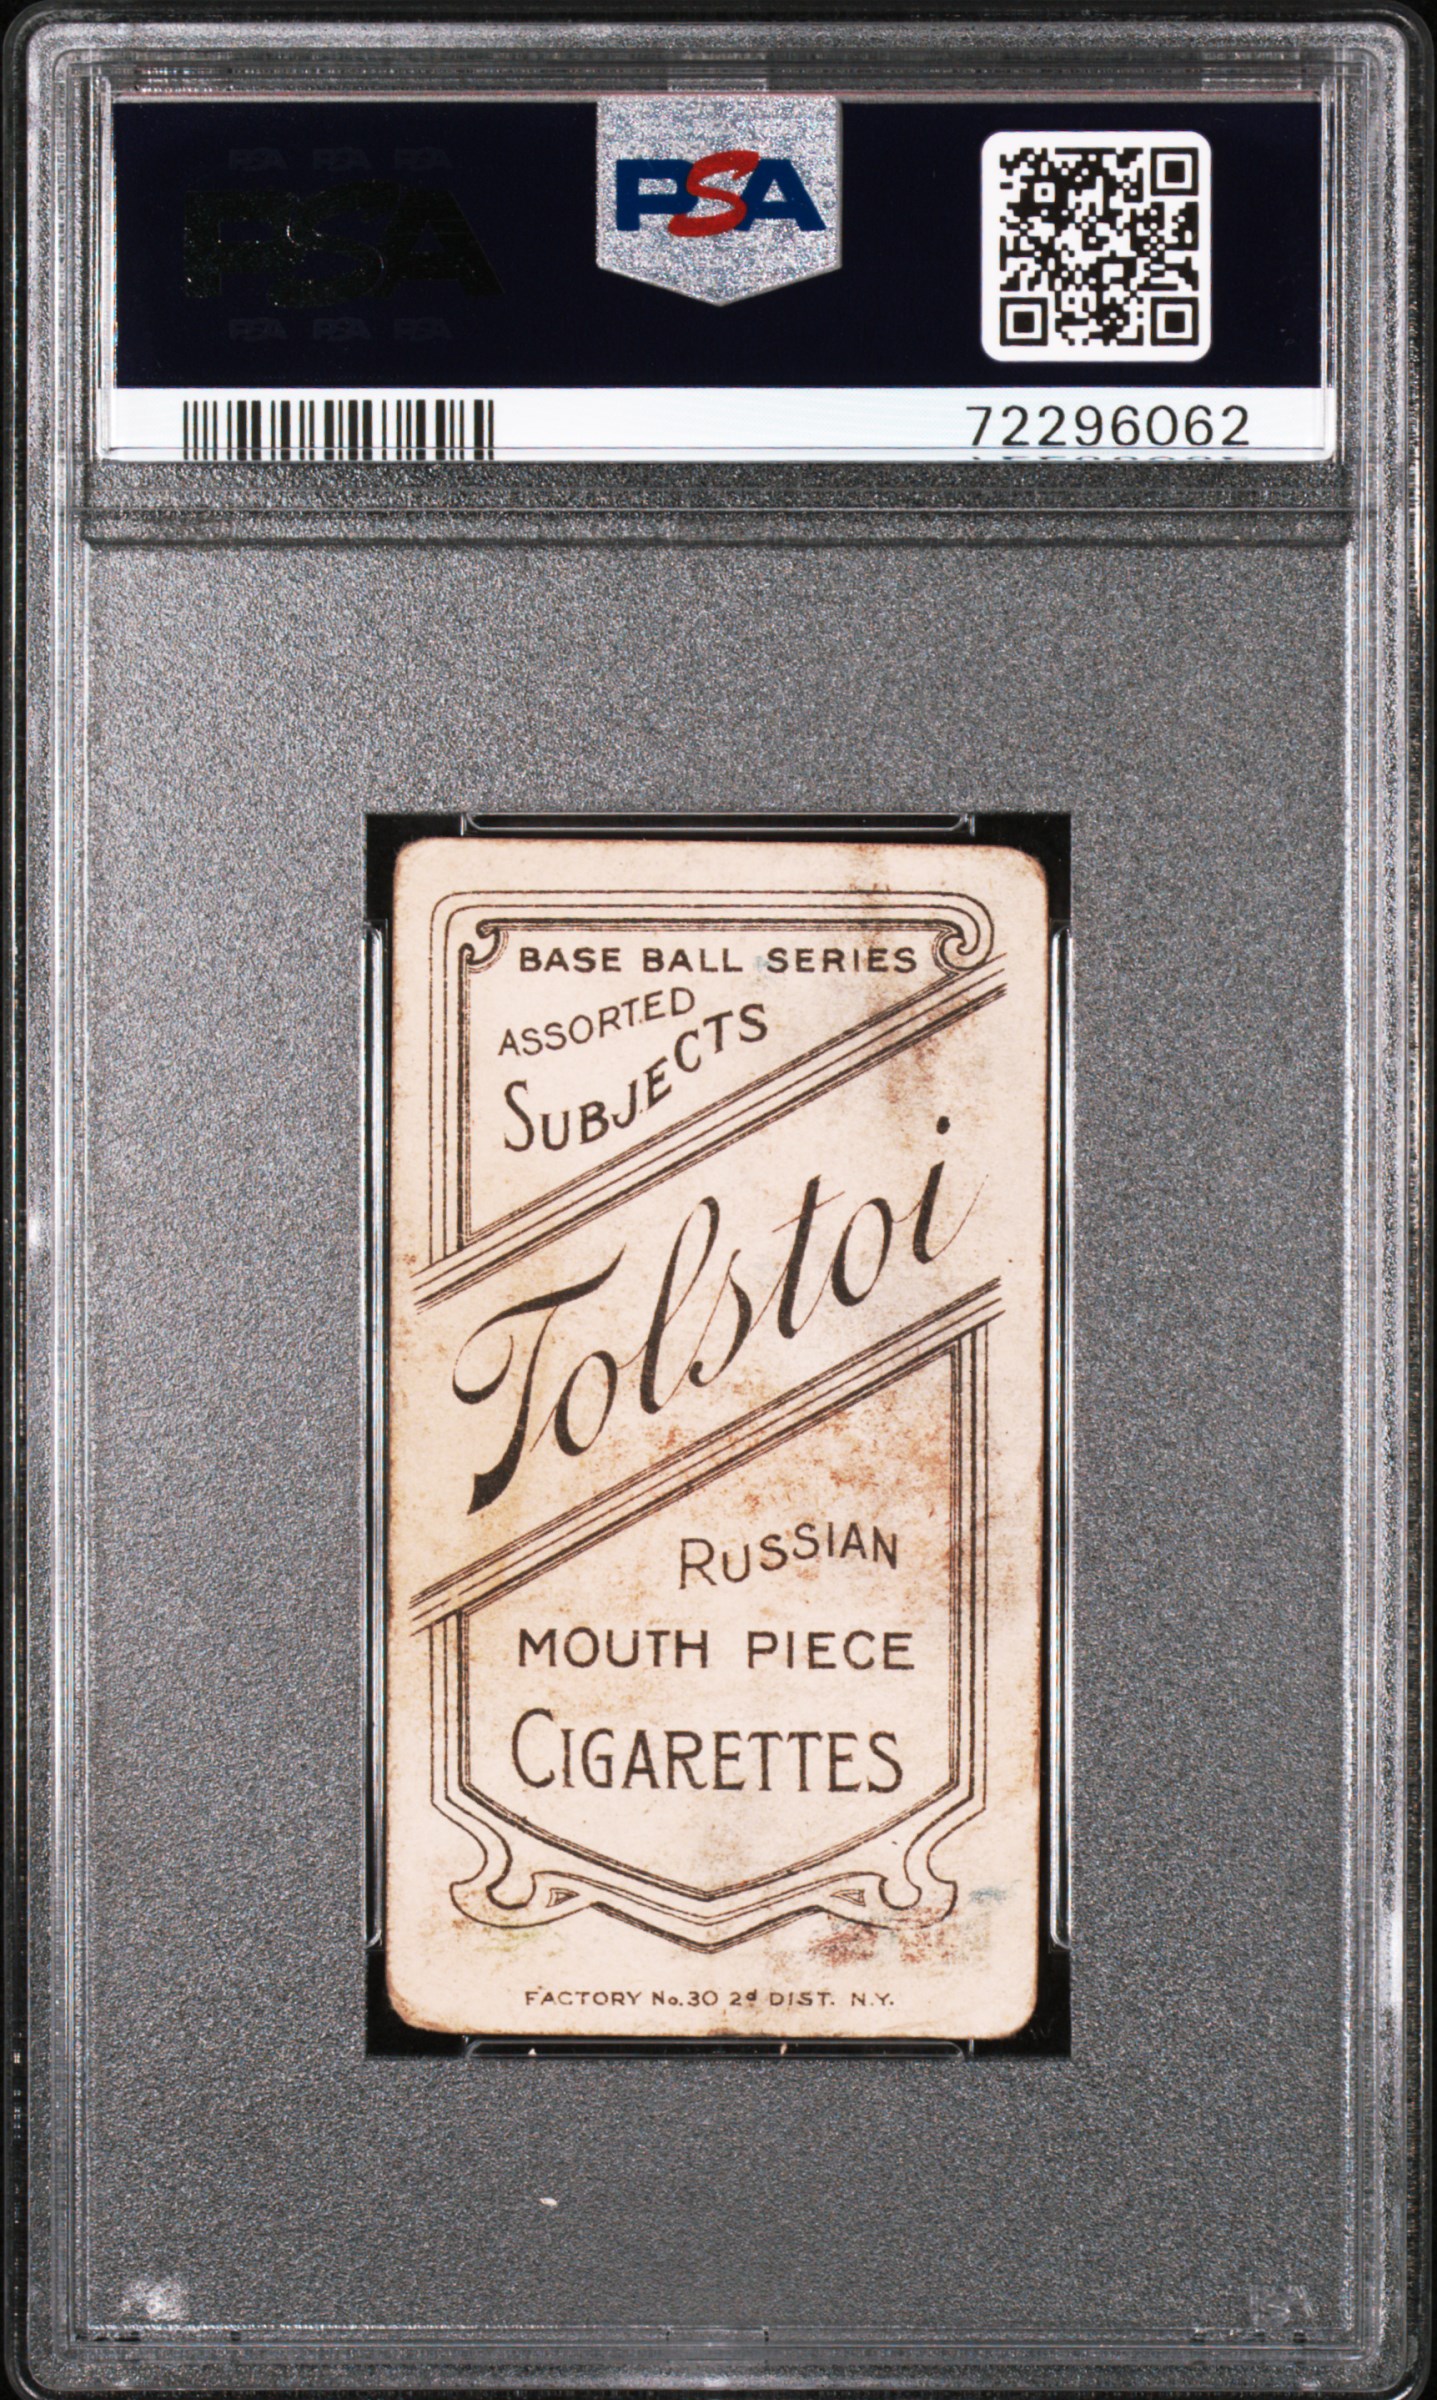 PSA
72296062
BASE BALL SERIES
ASSORTED
SUBJECTS
Tolstoi
RUSSIAN
MOUTH PIECE
CIGARETTES
FACTORY No. 30 2d DIST. N.Y.